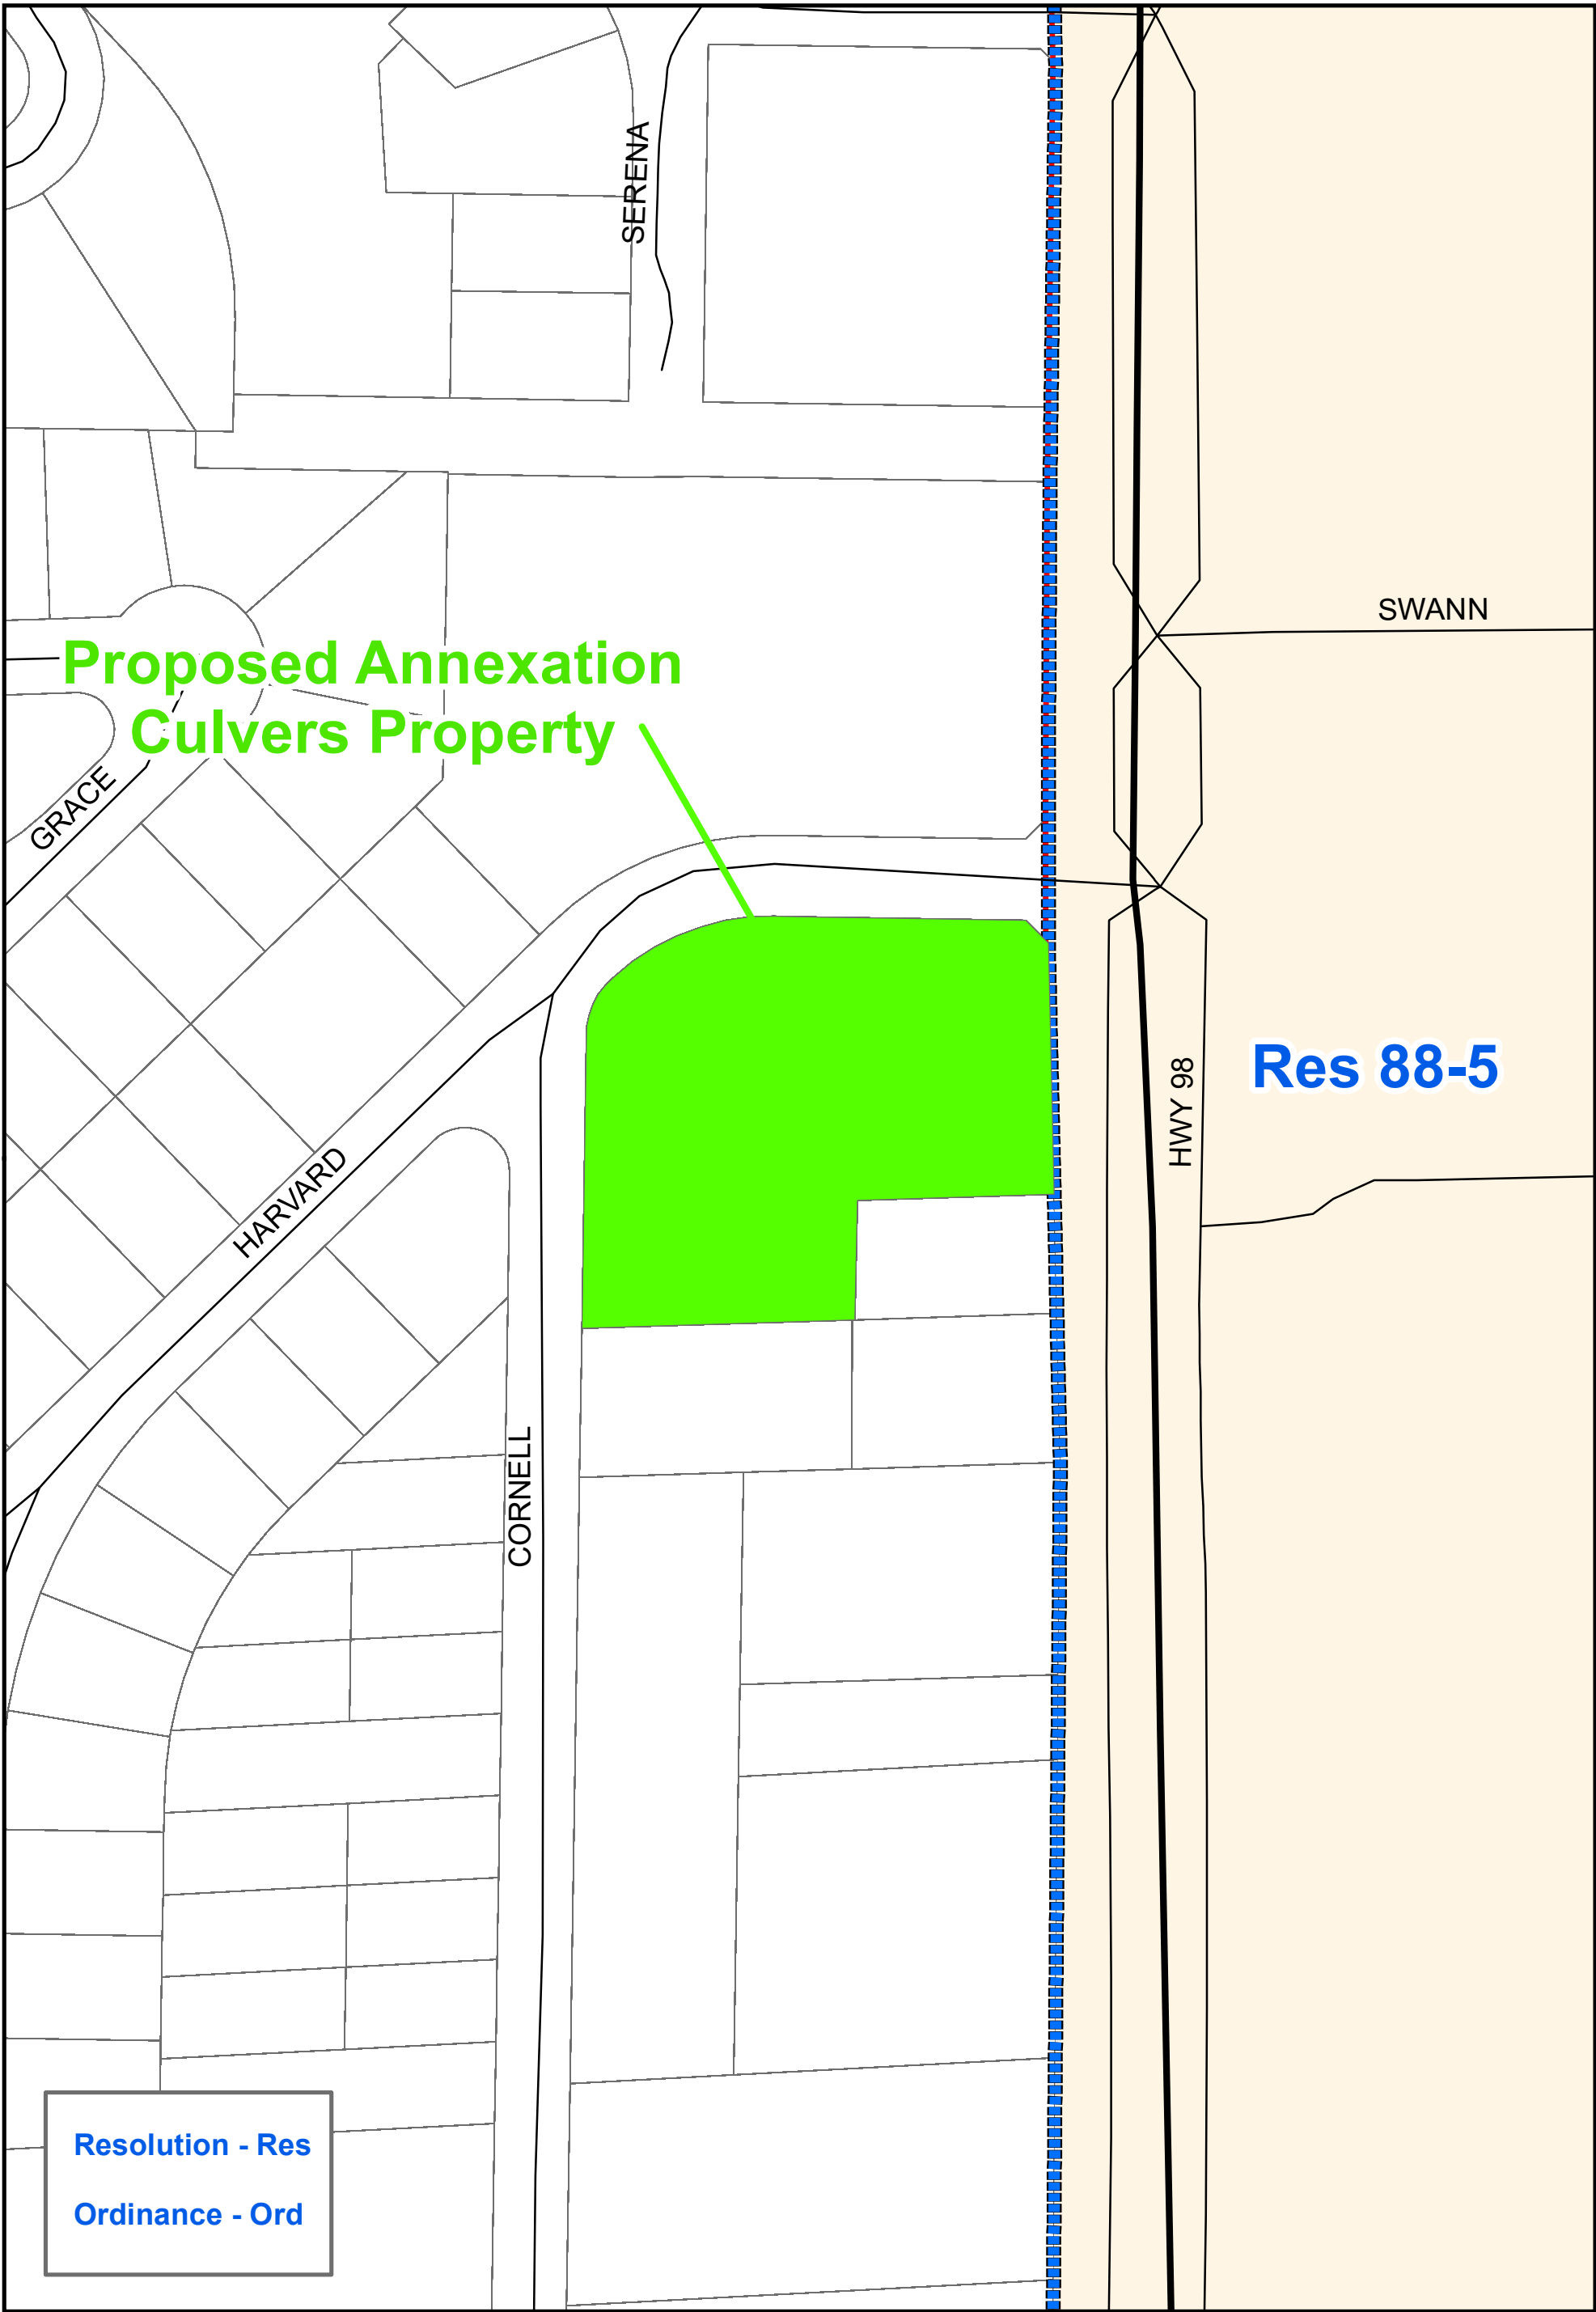 SERENA
SWANN
Proposed Annexation
Culvers Property
GRACE
Res 88-5
HWY 98
HARVARD
CORNELL
Resolution - Res
Ordinance - Ord